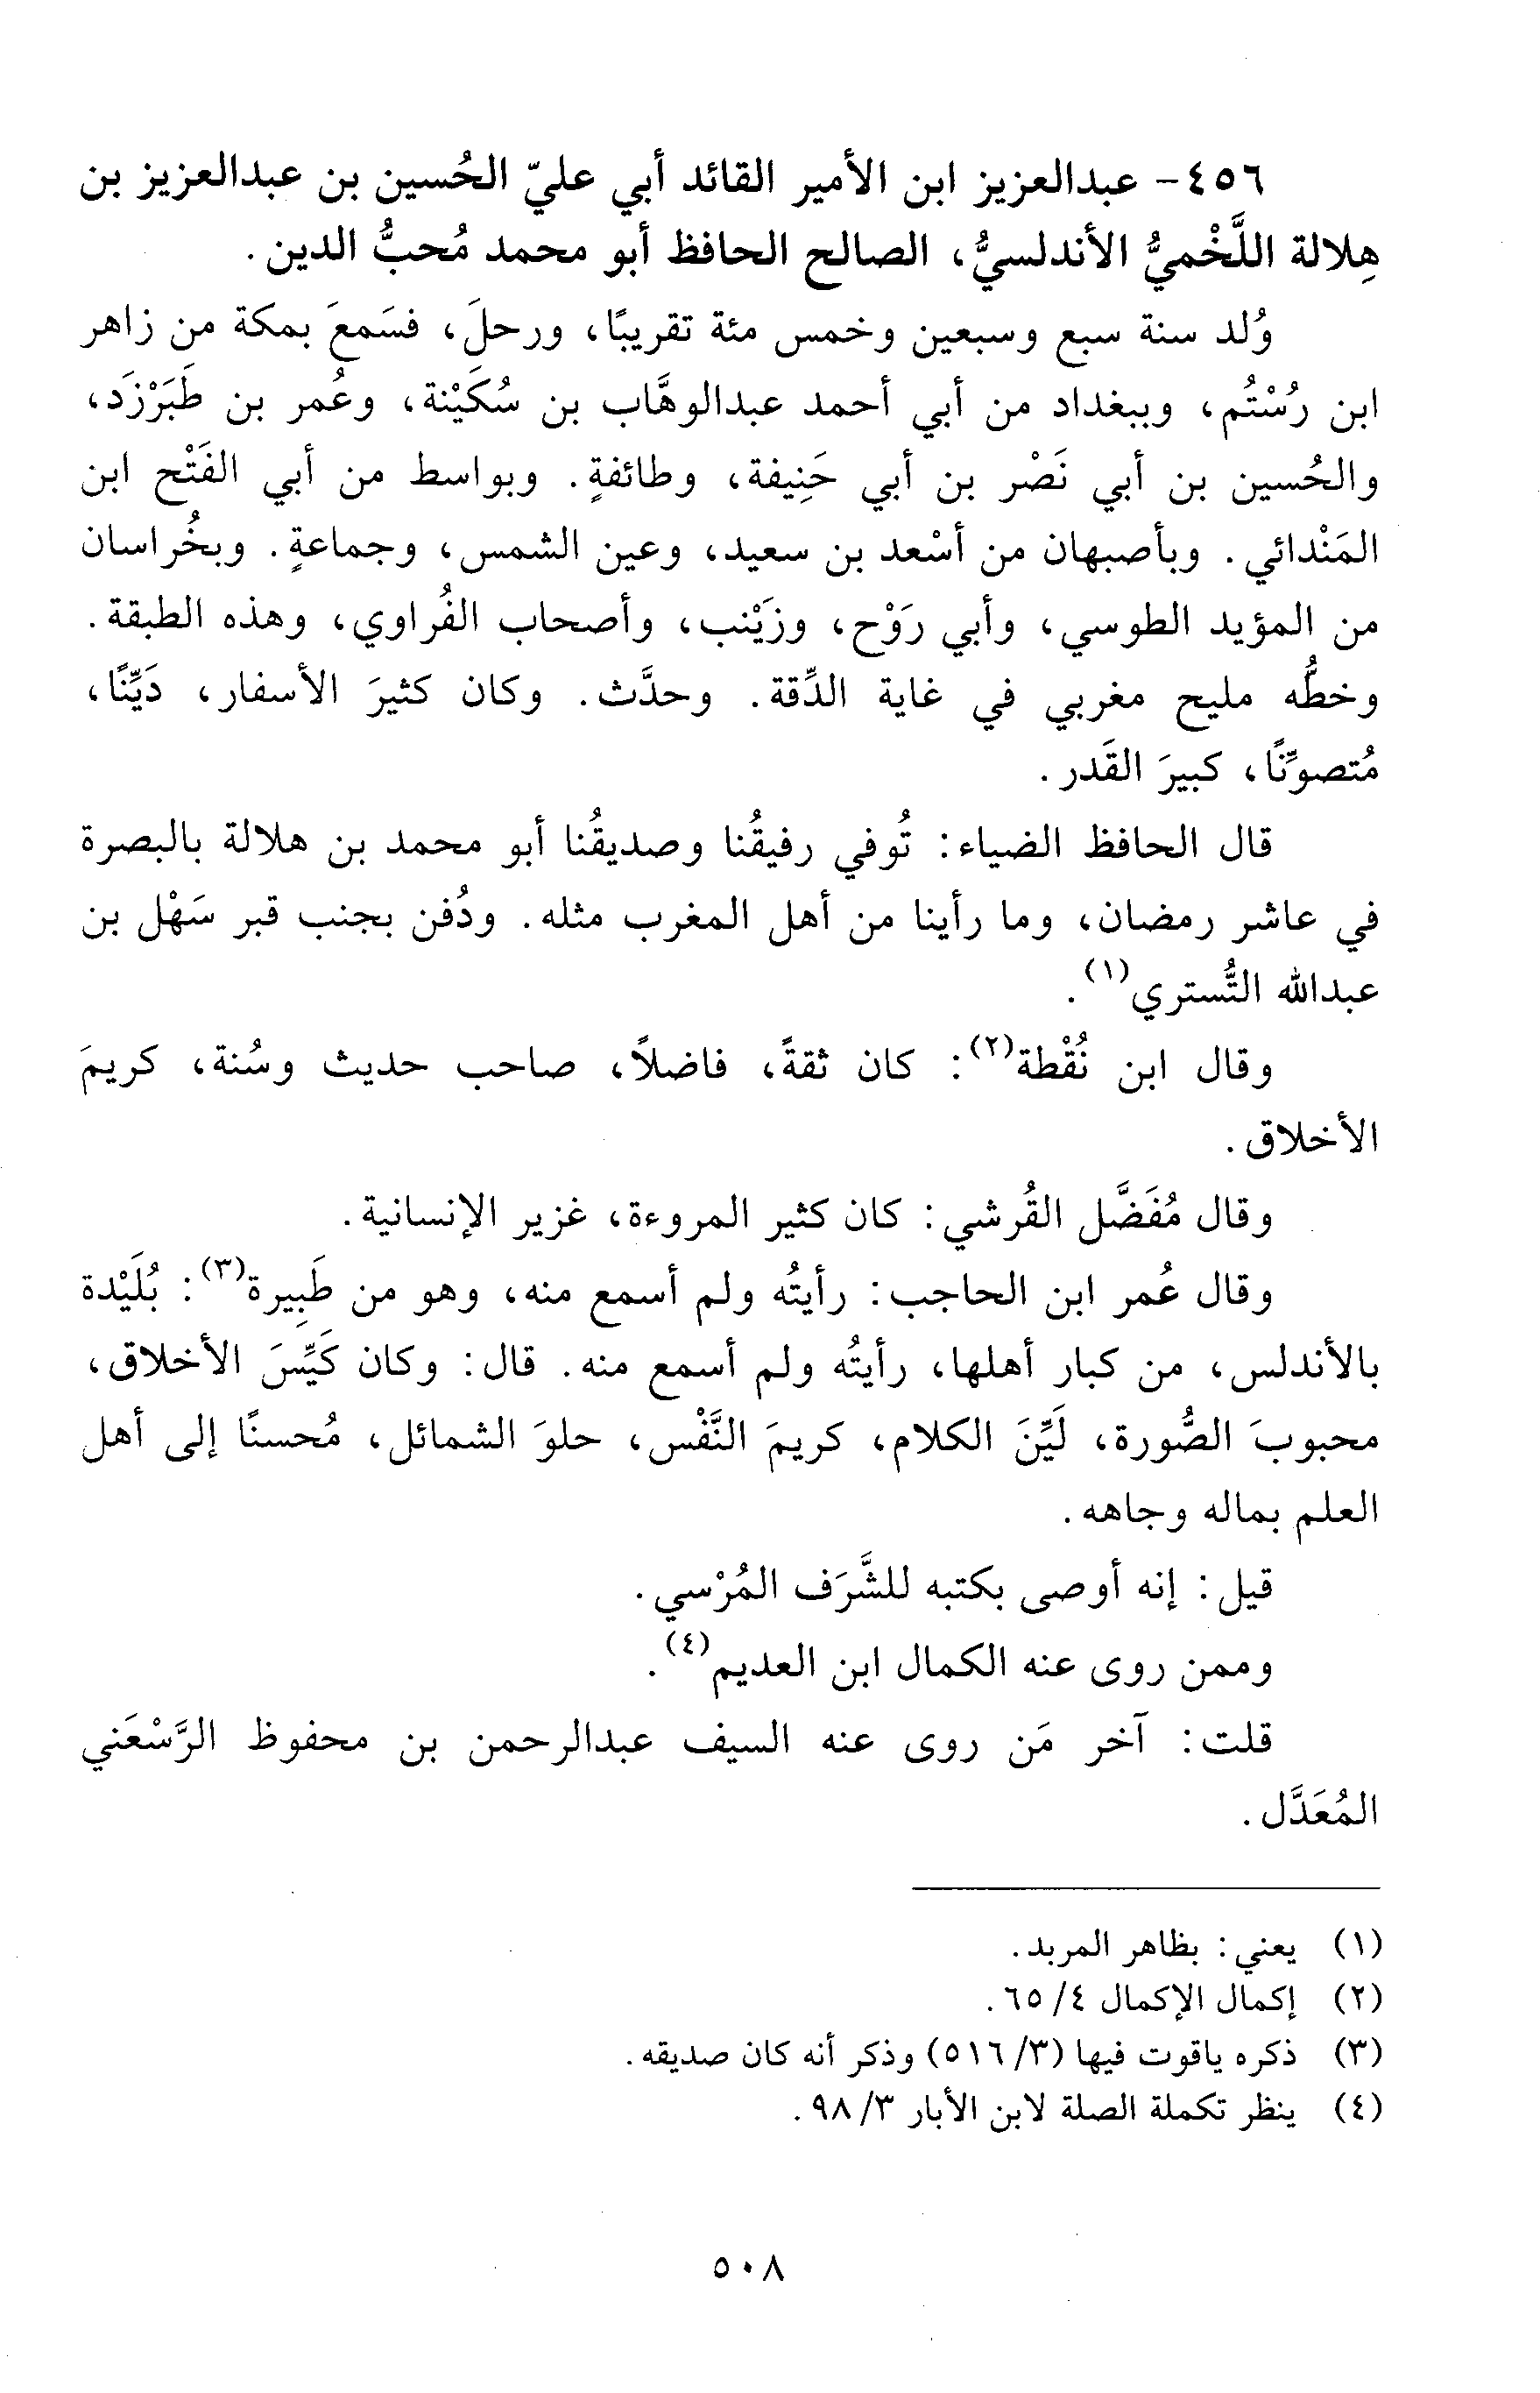 ٤٥٦- عبدالعزيز ابن الأمير القائد أبي عليّ الحُسين بن عبدالعزيز بن
هِلالة اللَّخْميُّ الأندلسيُّ، الصالح الحافظ أبو محمد مُحبُّ الدين.
وُلد سنة سبع وسبعين وخمس مئة تقريبًا، ورحلَ، فسَمعَ بمكة من زاهر
ابن رُسْتُم، وببغداد من أبي أحمد عبدالوهَّاب بن سُكَيْنة، وعُمر بن طَبَرْزَد،
والحُسين بن أبي نَصْر بن أبي حَنِيفة، وطائفةٍ. وبواسط من أبي الفَتْح ابن
المَنْدائي. وبأصبهان من أسْعد بن سعيد، وعين الشمس، وجماعةٍ. وبخُراسان
من المؤيد الطوسي، وأبي رَوْح، وزَيْنب، وأصحاب الفُراوي، وهذه الطبقة.
وخطُّه مليح مغربي في غاية الدِّقة. وحدَّث. وكان كثيرَ الأسفار، دَيِّنًا،
مُتصوِّنًا، كبيرَ القَدر.
قال الحافظ الضياء: تُوفي رفيقُنا وصديقُنا أبو محمد بن هلالة بالبصرة
في عاشر رمضان، وما رأينا من أهل المغرب مثله. ودُفن بجنب قبر سَهْل بن
عبدالله التُّستري(١).
وقال ابن نُقْطة(٢): كان ثقةً، فاضلاً، صاحب حديث وسُنة، كريمَ
الأخلاق.
وقال مُفَضَّل القُرشي: كان كثير المروءة، غزير الإنسانية.
وقال عُمر ابن الحاجب: رأيتُه ولم أسمع منه، وهو من طَبِيرة(٣): بُلَيْدة
بالأندلس، من كبار أهلها، رأيتُه ولم أسمع منه. قال: وكان كَيِّسَ الأخلاق،
محبوبَ الصُّورة، لَيِّنَ الكلام، كريمَ النَّفْس، حلوَ الشمائل، مُحسنًا إلى أهل
العلم بماله وجاهه.
قيل: إنه أوصى بكتبه للشَّرَف المُرْسي.
وممن روى عنه الكمال ابن العديم(٤).
قلت: آخر مَن روى عنه السيف عبدالرحمن بن محفوظ الرَّسْعَني
المُعَدَّل.
(١) يعني: بظاهر المربد.
(٢) إكمال الإكمال ٤/ ٦٥.
(٣) ذكره ياقوت فيها (٣/ ٥١٦) وذكر أنه كان صديقه.
(٤) ينظر تكملة الصلة لابن الأبار ٣/ ٩٨.
٥٠٨